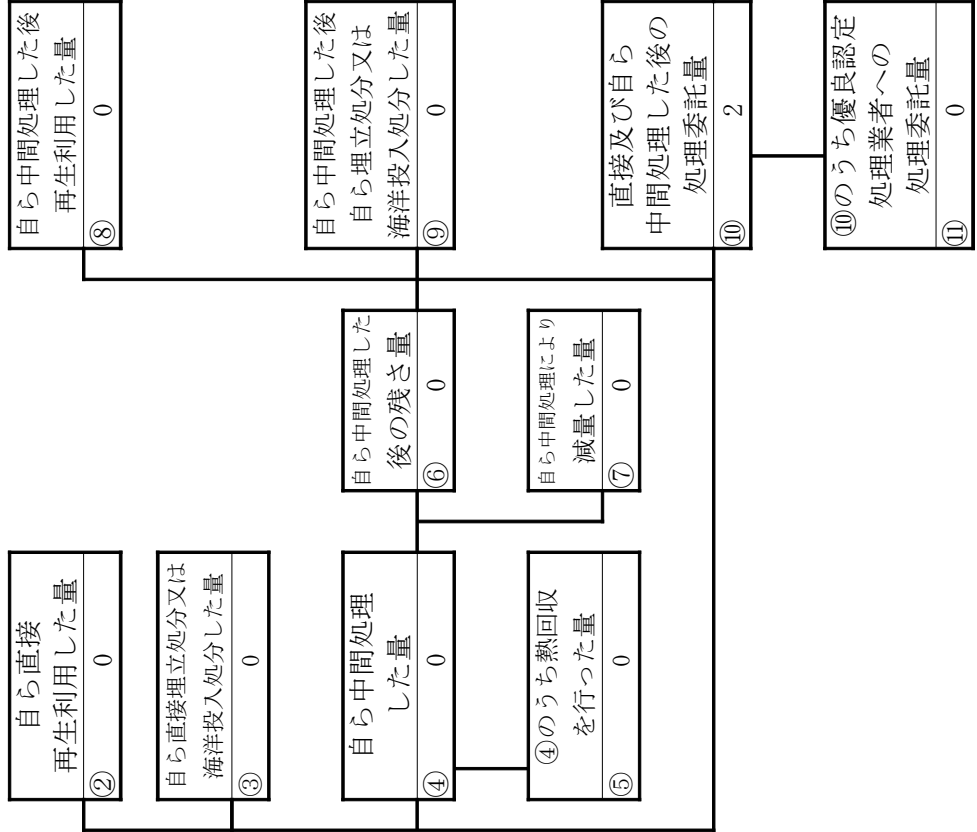 自ら直接
再生利用した量
② 0
自ら直接埋立処分又は
海洋投入処分した量
③ 0
自ら中間処理
した量
④ 0
④のうち熱回収
を行った量
⑤ 0
自ら中間処理した
後の残さ量
⑥ 0
自ら中間処理により
減量した量
⑦ 0
自ら中間処理した後
再生利用した量
⑧ 0
自ら中間処理した後
自ら埋立処分又は
海洋投入処分した量
⑨ 0
直接及び自ら
中間処理した後の
処理委託量
⑩ 2
⑩のうち優良認定
処理業者への
処理委託量
⑪ 0